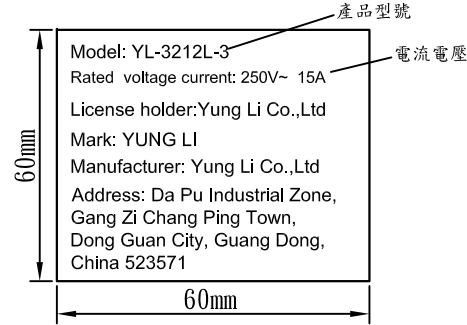 產品型號
Model: YL-3212L-3
電流電壓
Rated voltage current: 250V~ 15A
License holder:Yung Li Co.,Ltd
Mark: YUNG LI
Manufacturer: Yung Li Co.,Ltd
Address: Da Pu Industrial Zone,
Gang Zi Chang Ping Town,
Dong Guan City, Guang Dong,
China 523571
60mm
60mm